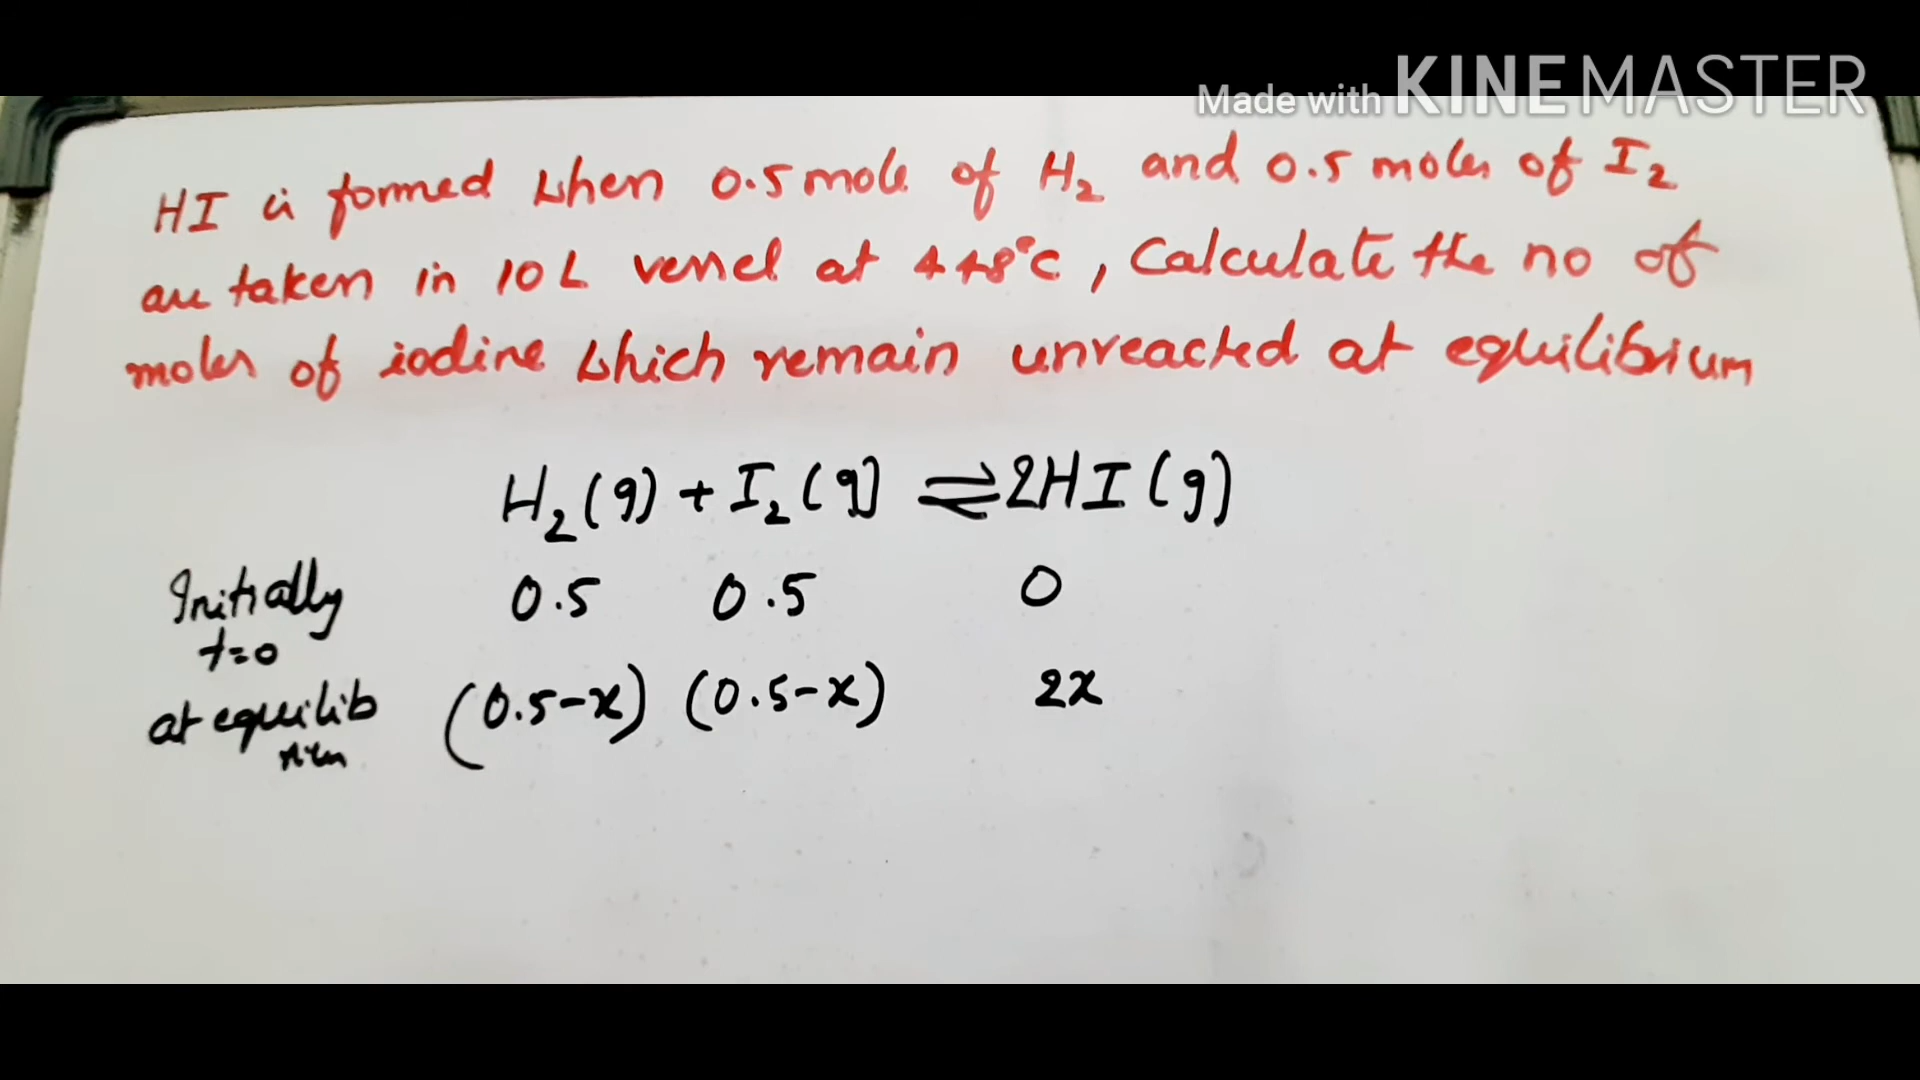 Made with KINEMASTER
HI is formed when 0.5 mole of H₂ and 0.5 moles of I₂
are taken in 10 L vessel at 448°C, Calculate the no of
moles of iodine which remain unreacted at equilibrium
H₂(g) + I₂(g) ⇌ 2HI(g)
Initially 0.5 0.5 0
t=0
at equilib (0.5-x) (0.5-x) 2x
rium